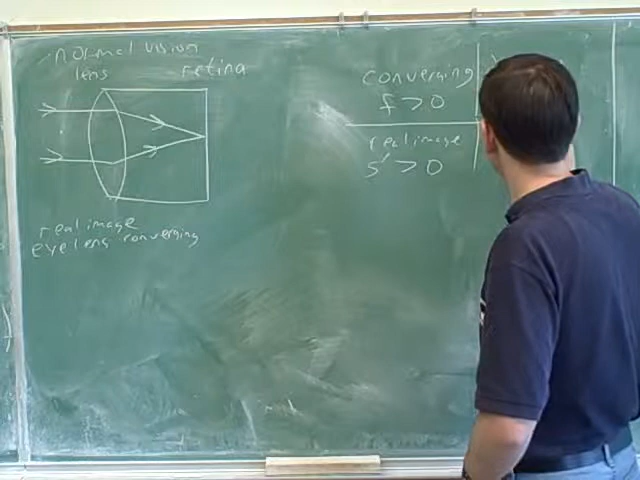 normal vision
lens retina
real image
eye lens converging
converging
f > 0
real image
s' > 0